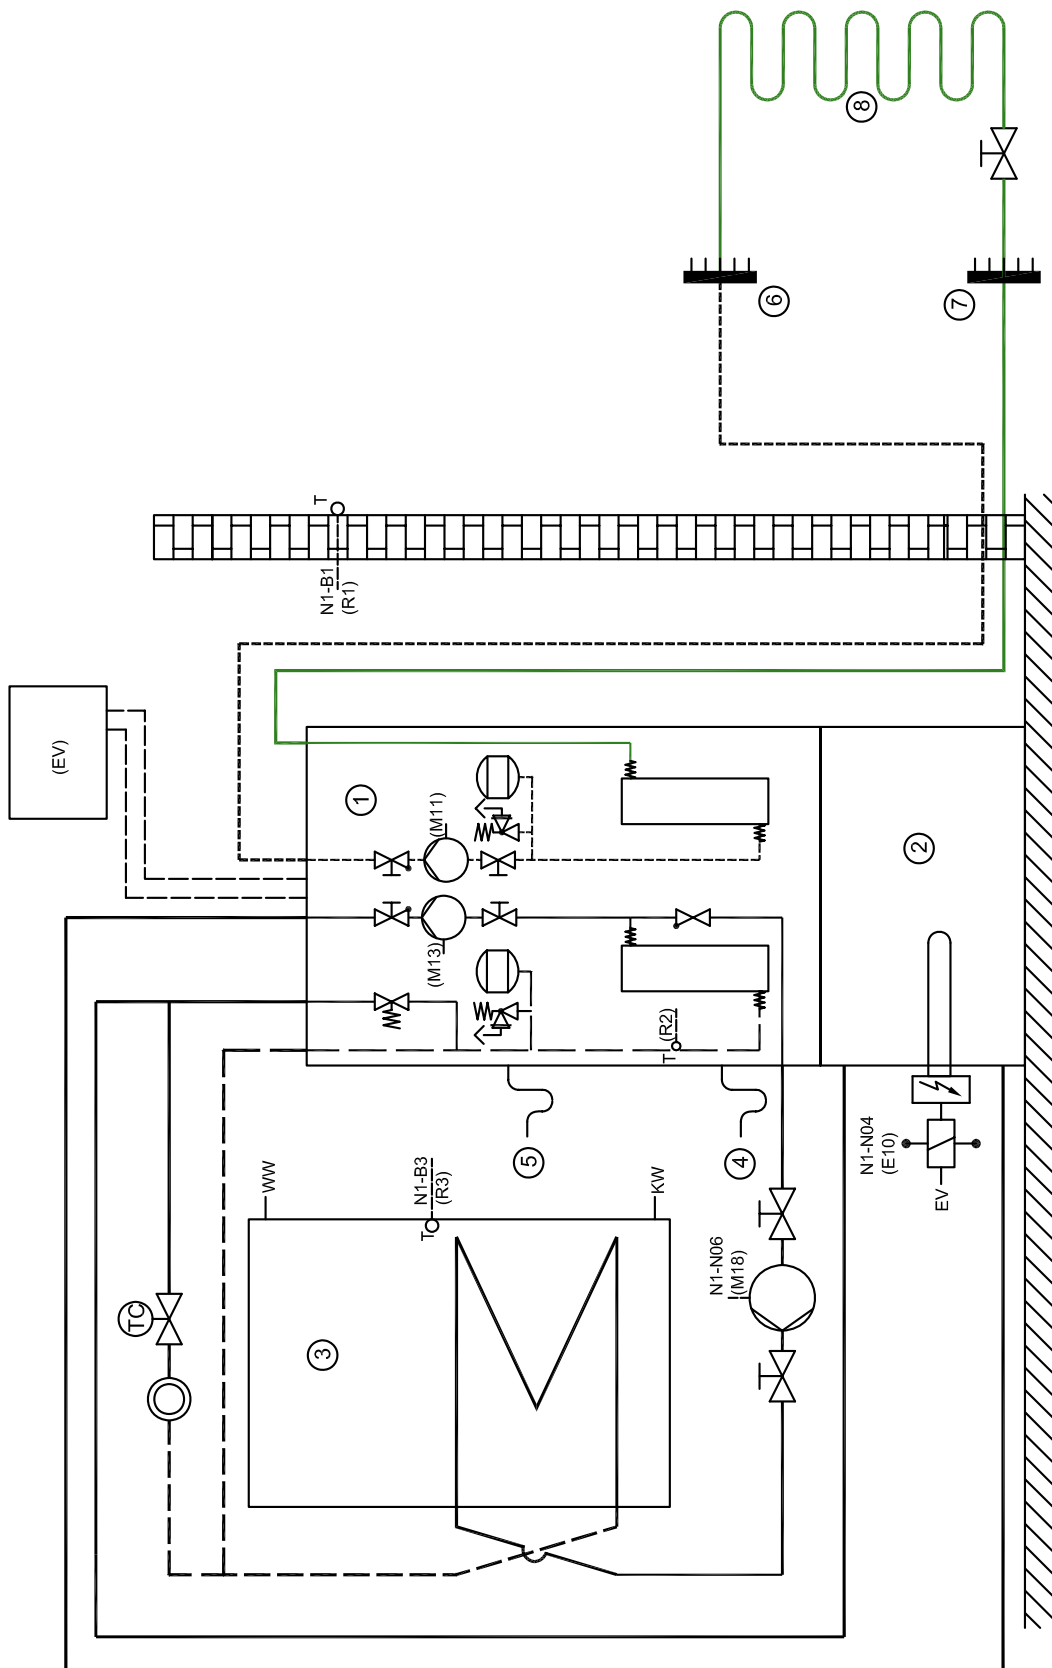 8
6
7
T
N1-B1
(R1)
(EV)
1
(M11)
(M13)
2
(R2)
T
N1-N04
(E10)
EV
5
4
WW
N1-B3
(R3)
T
KW
N1-N06
(M18)
TC
3